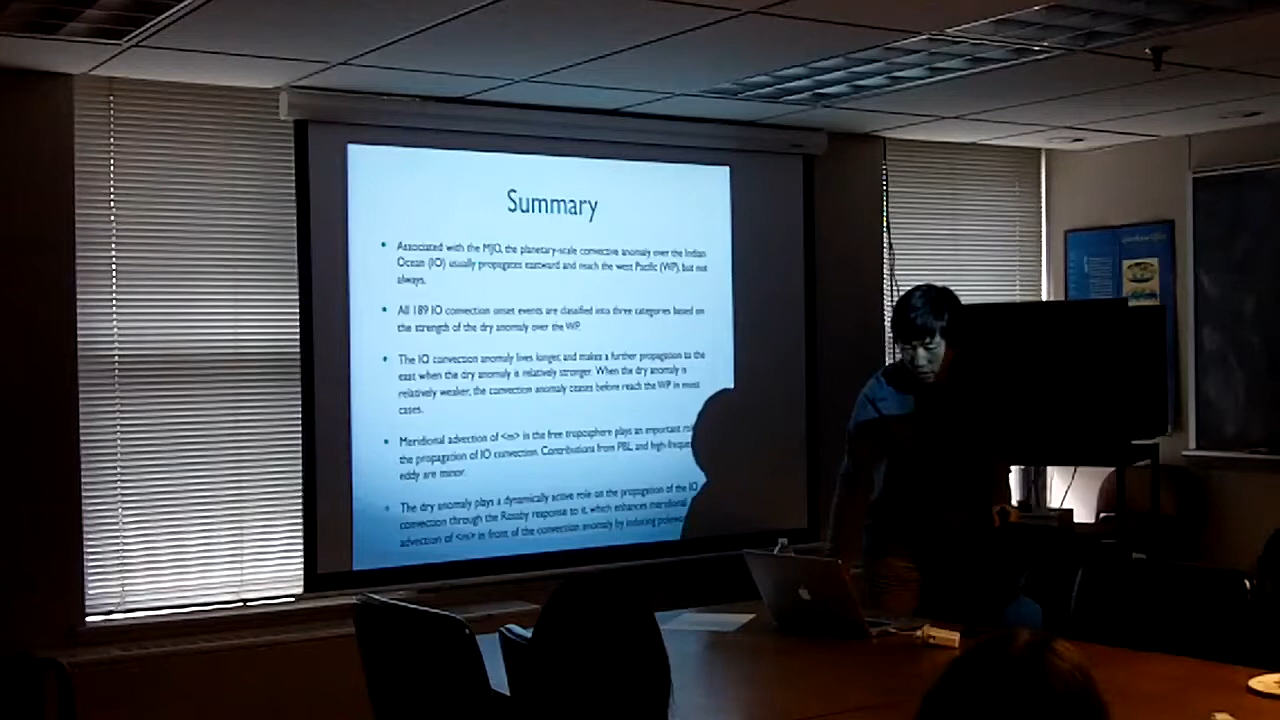 Summary
Associated with the MJO, the planetary-scale convective anomaly over the Indian
Ocean (IO) usually propagates eastward and reach the west Pacific (WP), but not
always.
All 189 IO convection onset events are classified into three categories based on
the strength of the dry anomaly over the WP.
The IO convection anomaly lives longer, and makes a further propagation to the
east when the dry anomaly is relatively stronger. When the dry anomaly is
relatively weaker, the convection anomaly ceases before reach the WP in most
cases.
Meridional advection of <m> in the free troposphere plays an important
the propagation of IO convection. Contributions from PBL, and
eddy are minor.
The dry anomaly plays a dynamically active role on the propagation of the IO
convection through the Rossby response to it, which enhances meridional
advection of <m> in front of the convection anomaly by inducing